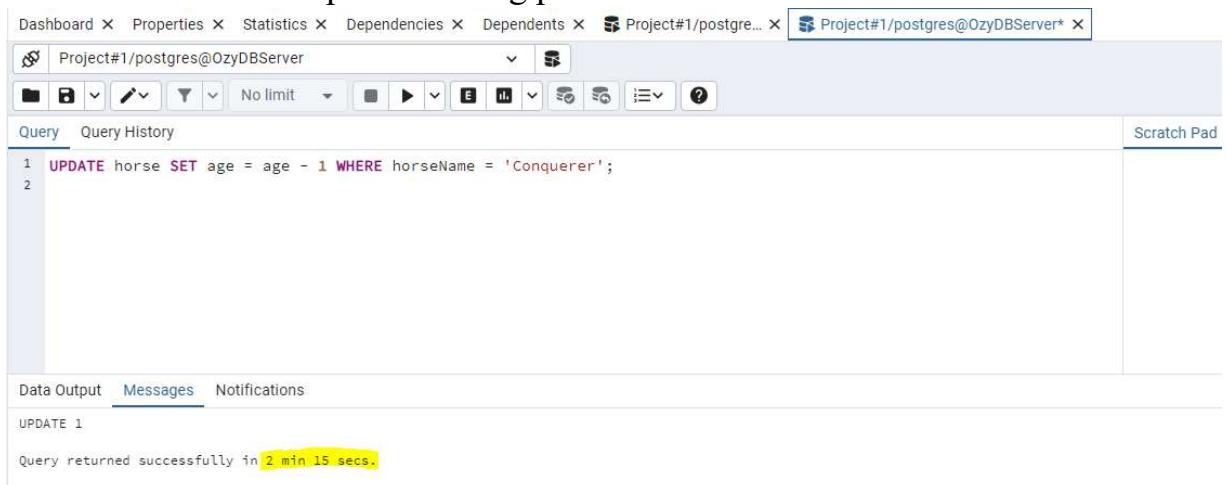 Dashboard X Properties X Statistics X Dependencies X Dependents X Project#1/postgre... X Project#1/postgres@OzyDBServer* X
Project#1/postgres@OzyDBServer
No limit E
Query Query History Scratch Pad
1 UPDATE horse SET age = age - 1 WHERE horseName = 'Conquerer';
2
Data Output Messages Notifications
UPDATE 1
Query returned successfully in 2 min 15 secs.